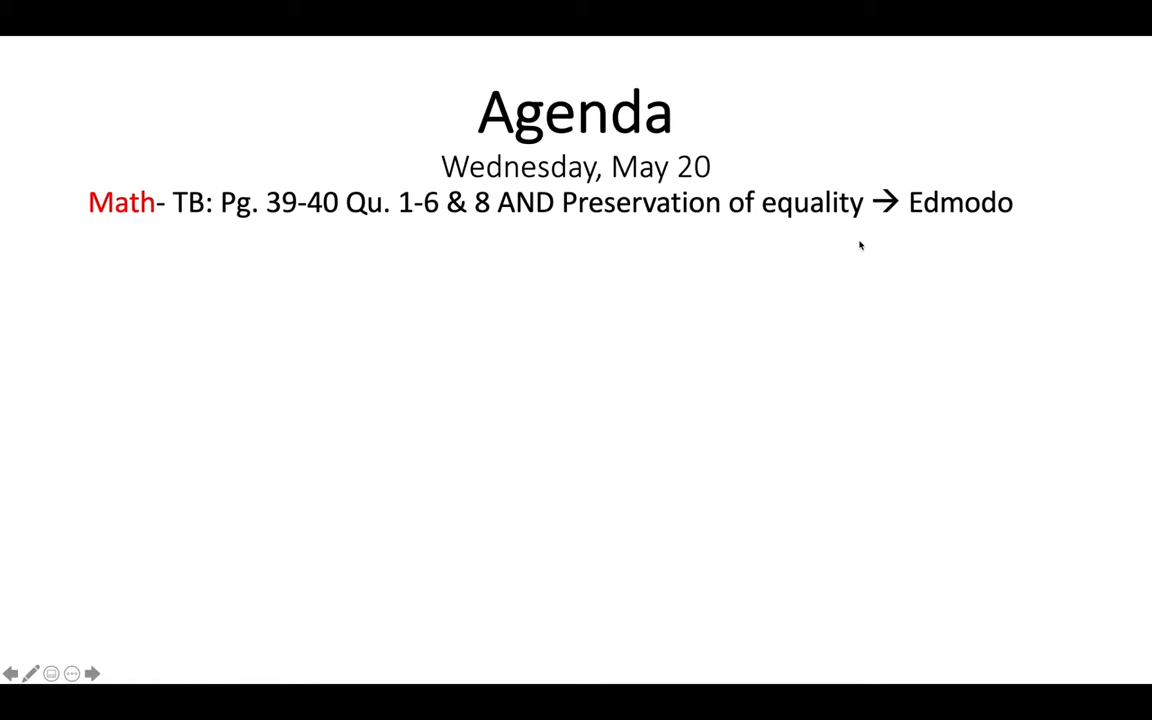 Agenda
Wednesday, May 20
Math- TB: Pg. 39-40 Qu. 1-6 & 8 AND Preservation of equality → Edmodo